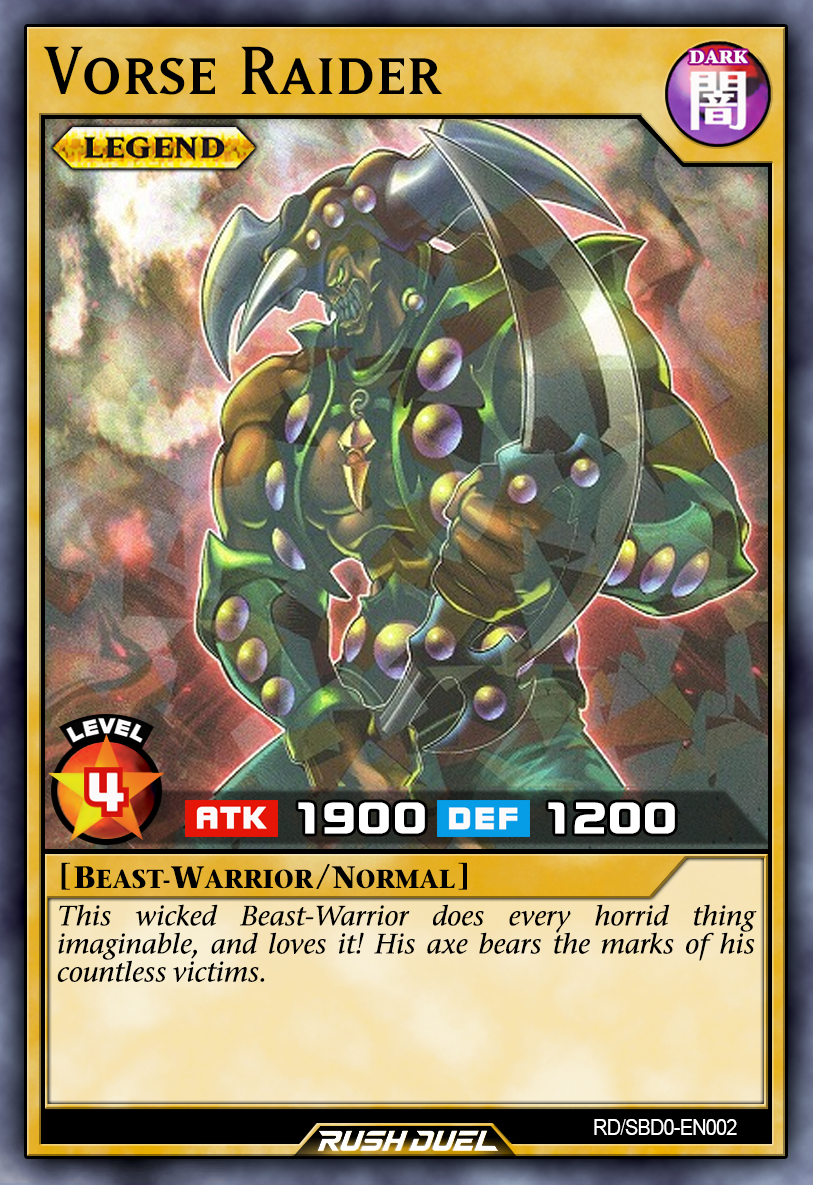 Vorse Raider
DARK
闇
LEGEND
LEVEL
4
ATK 1900 DEF 1200
[Beast-Warrior/Normal]
This wicked Beast-Warrior does every horrid thing
imaginable, and loves it! His axe bears the marks of his
countless victims.
RD/SBD0-EN002
RUSH DUEL